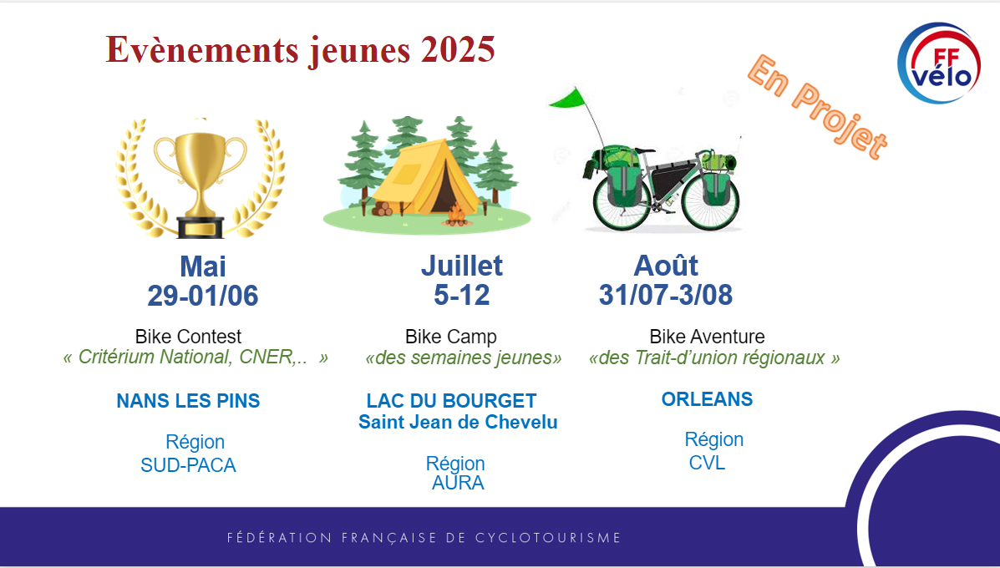 Evènements jeunes 2025
En Projet
FF
vélo
Mai
29-01/06
Bike Contest
« Critérium National, CNER,.. »
NANS LES PINS
Région
SUD-PACA
Juillet
5-12
Bike Camp
«des semaines jeunes»
LAC DU BOURGET
Saint Jean de Chevelu
Région
AURA
Août
31/07-3/08
Bike Aventure
«des Trait-d’union régionaux »
ORLEANS
Région
CVL
FÉDÉRATION FRANÇAISE DE CYCLOTOURISME